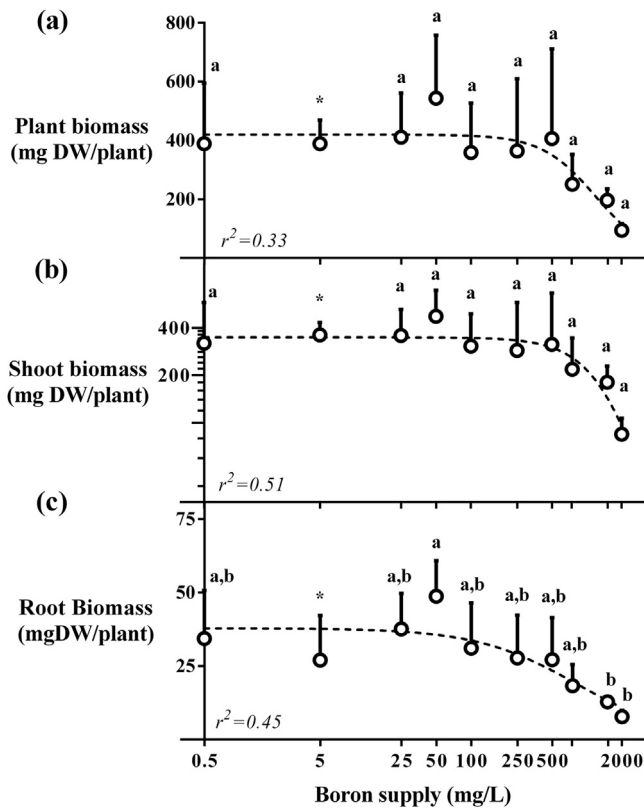 (a)
800
600
400
200
Plant biomass
(mg DW/plant)
a
*
a
a
a
a
a
a
a
a
r²=0.33
(b)
400
200
Shoot biomass
(mg DW/plant)
a
*
a
a
a
a
a
a
a
a
r²=0.51
(c)
75
50
25
Root Biomass
(mgDW/plant)
a,b
*
a,b
a
a,b
a,b
a,b
a,b
b
b
r²=0.45
0.5 5 25 50 100 250 500 2000
Boron supply (mg/L)